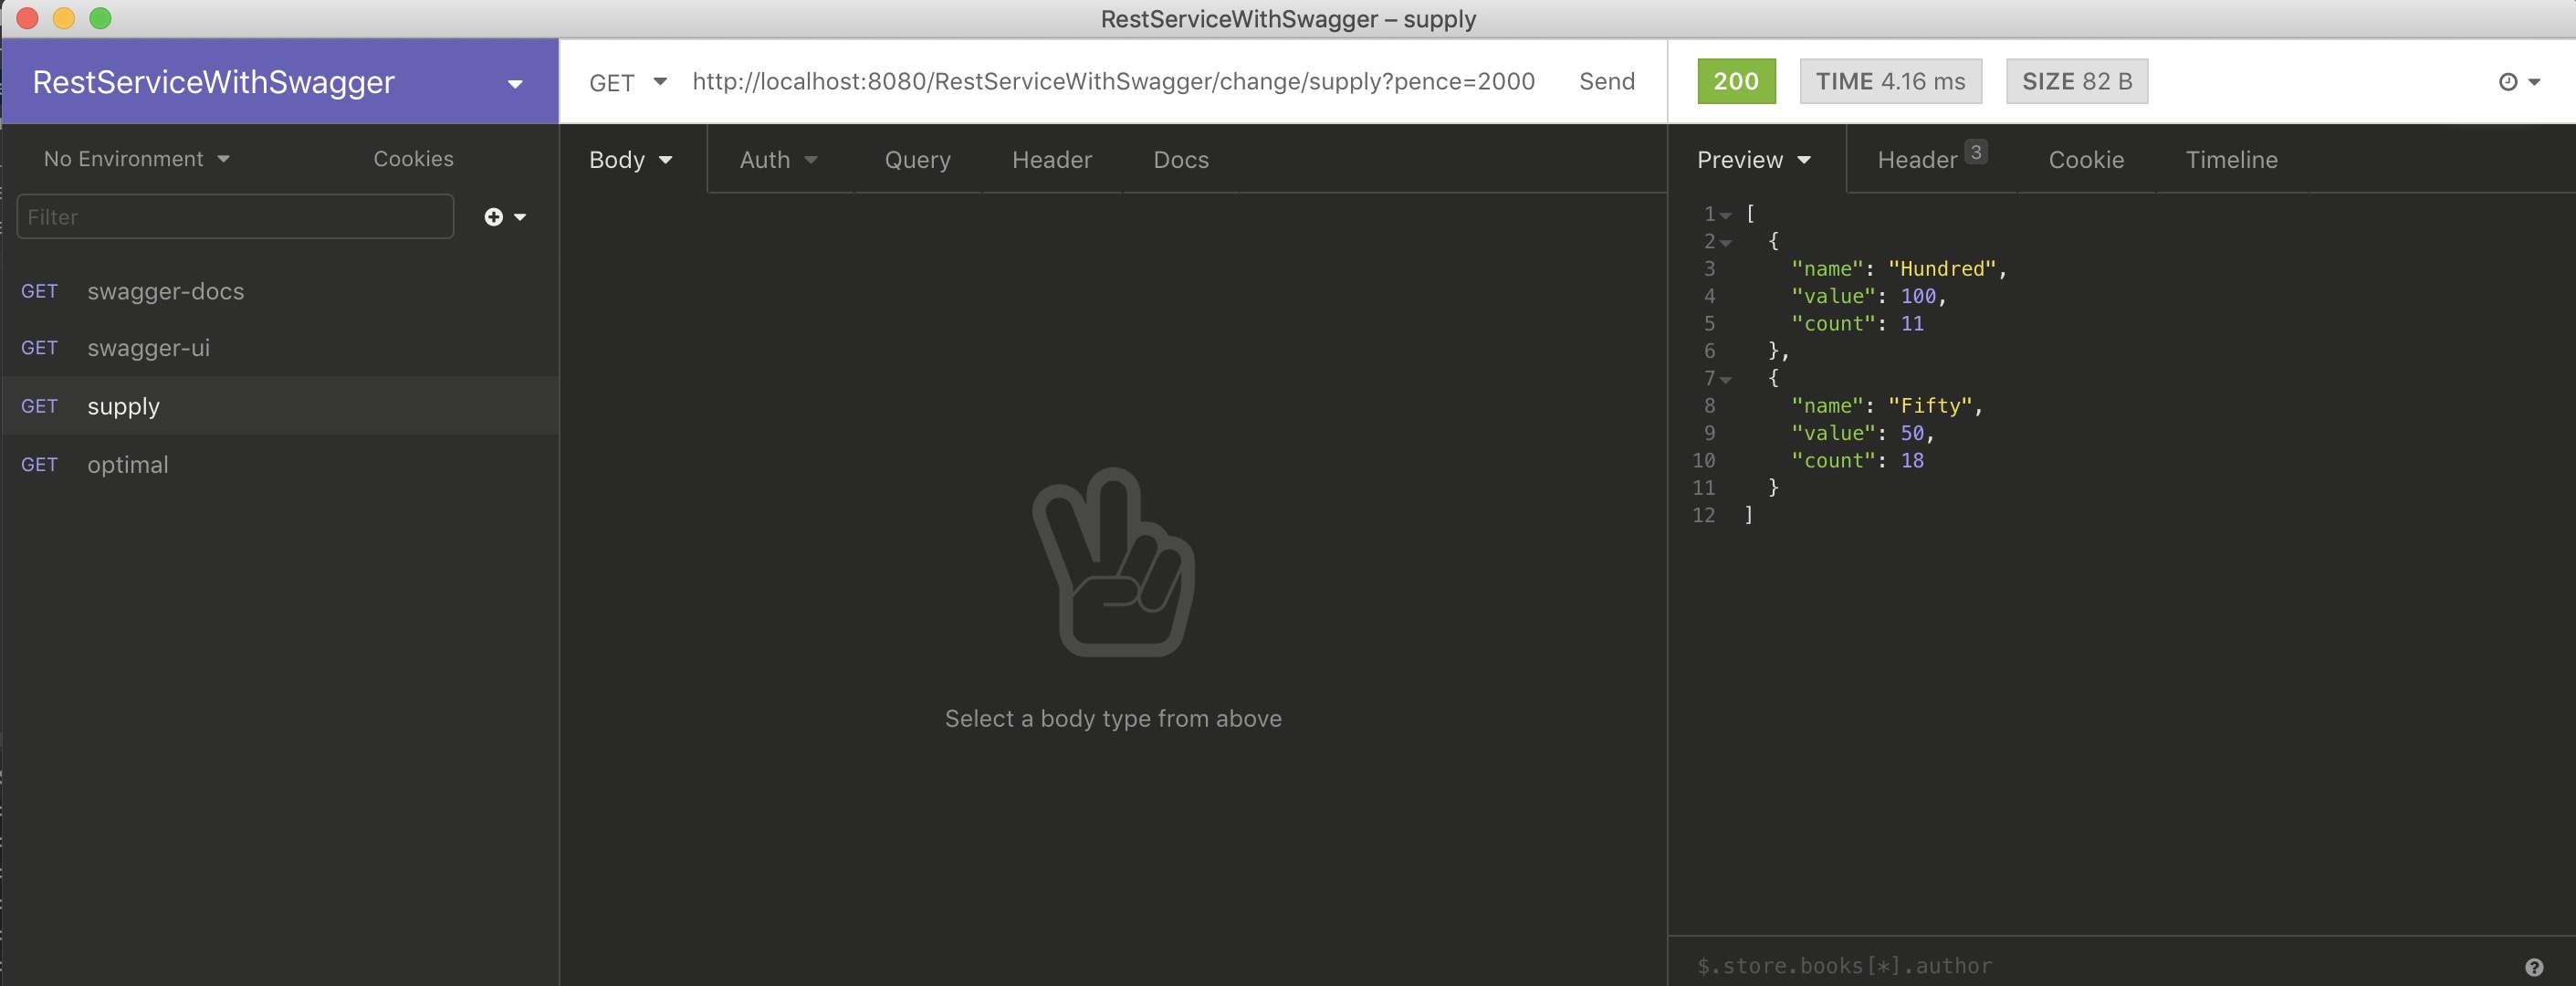 RestServiceWithSwagger – supply
RestServiceWithSwagger
GET http://localhost:8080/RestServiceWithSwagger/change/supply?pence=2000 Send
200 TIME 4.16 ms SIZE 82 B
No Environment Cookies
Filter
GET swagger-docs
GET swagger-ui
GET supply
GET optimal
Body Auth Query Header Docs
Select a body type from above
Preview Header 3 Cookie Timeline
1 [
2 {
3 "name": "Hundred",
4 "value": 100,
5 "count": 11
6 },
7 {
8 "name": "Fifty",
9 "value": 50,
10 "count": 18
11 }
12 ]
$.store.books[*].author